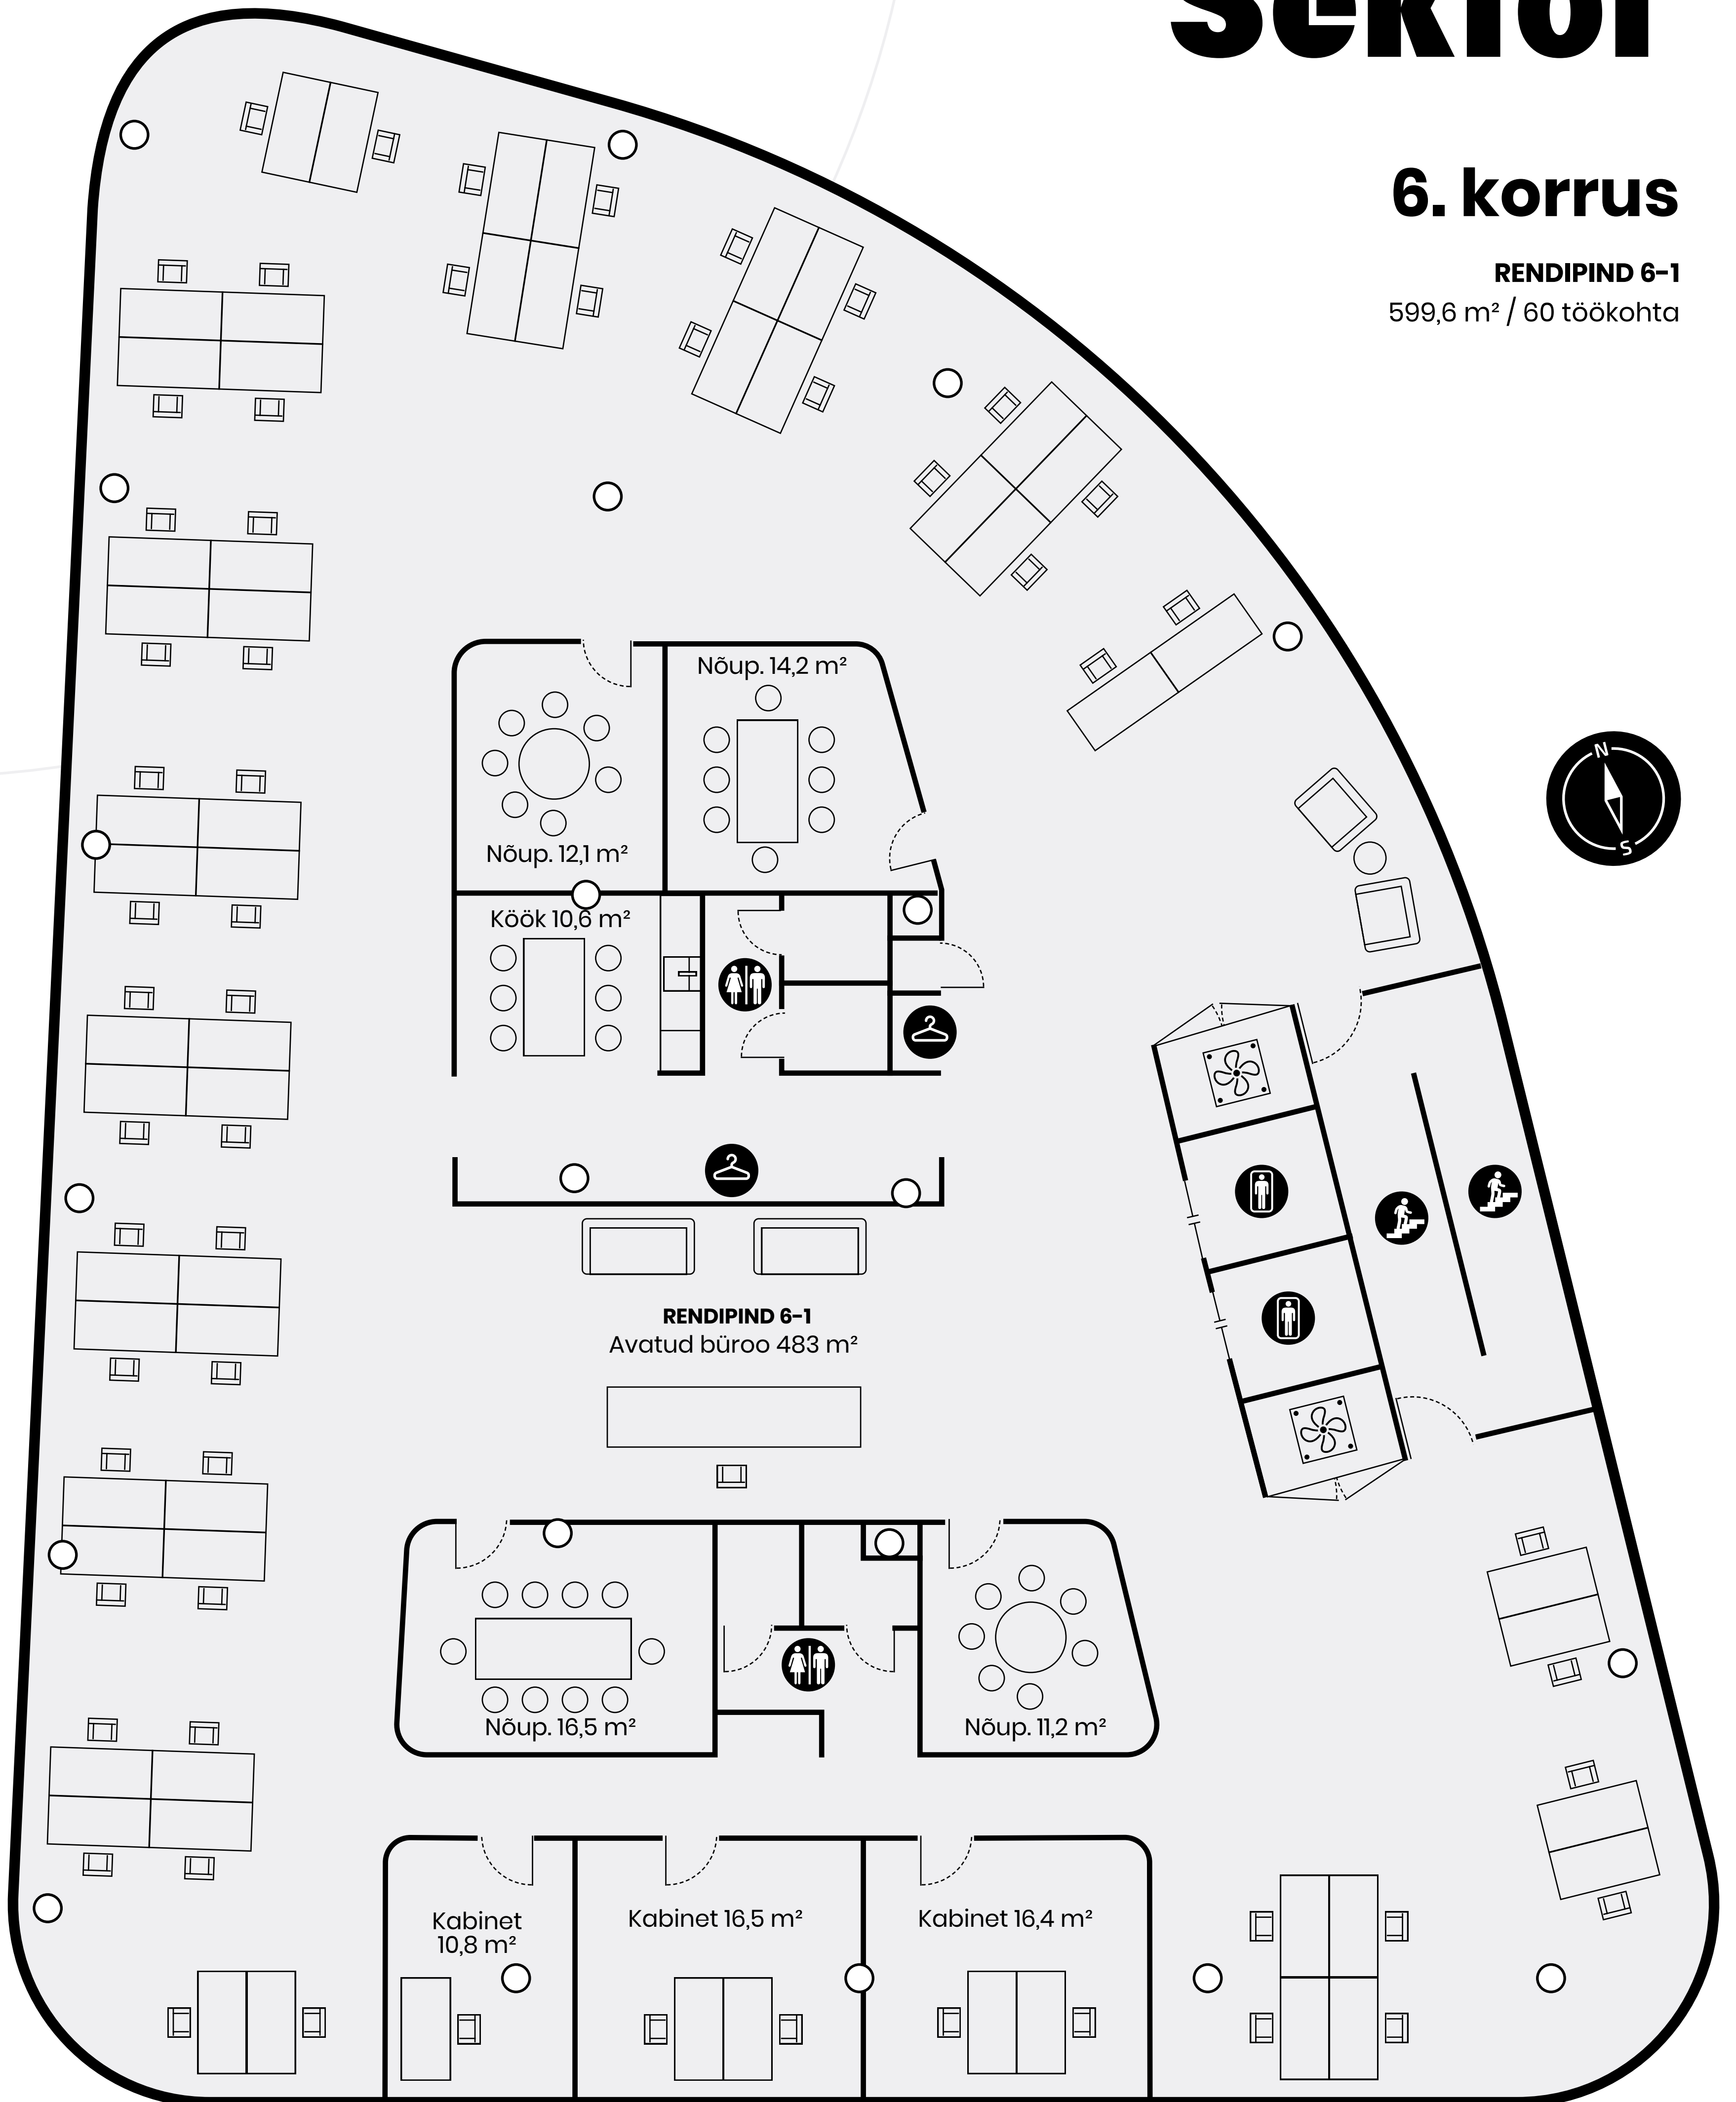 Sektor
6. korrus
RENDIPIND 6-1
599,6 m² / 60 töökohta
Nõup. 14,2 m²
N
S
Nõup. 12,1 m²
Köök 10,6 m²
RENDIPIND 6-1
Avatud büroo 483 m²
Nõup. 16,5 m²
Nõup. 11,2 m²
Kabinet
10,8 m²
Kabinet 16,5 m²
Kabinet 16,4 m²